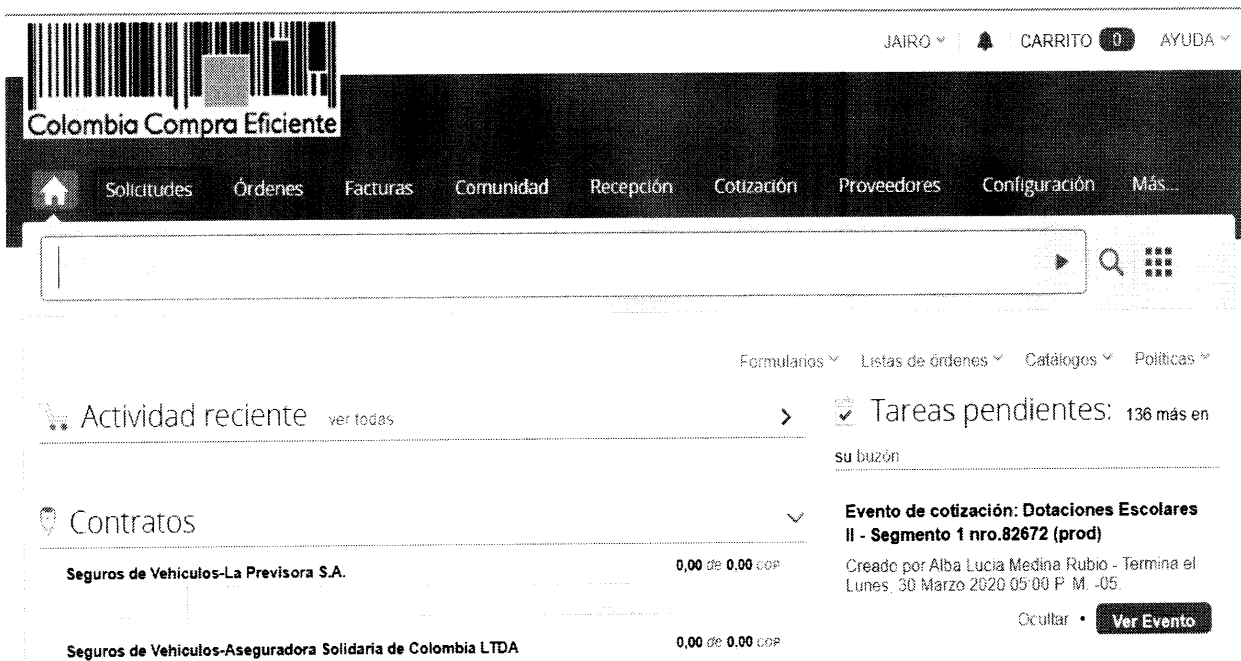 JAIRO CARRITO 0 AYUDA
Colombia Compra Eficiente
Solicitudes Órdenes Facturas Comunidad Recepción Cotización Proveedores Configuración Más...
Formularios Listas de órdenes Catálogos Políticas
Actividad reciente ver todas
Tareas pendientes: 136 más en
su buzón
Contratos
Seguros de Vehículos-La Previsora S.A. 0,00 de 0.00 COP
Seguros de Vehículos-Aseguradora Solidaria de Colombia LTDA 0,00 de 0.00 COP
Evento de cotización: Dotaciones Escolares
II - Segmento 1 nro.82672 (prod)
Creado por Alba Lucia Medina Rubio - Termina el
Lunes, 30 Marzo 2020 05:00 P. M. -05.
Ocultar • Ver Evento